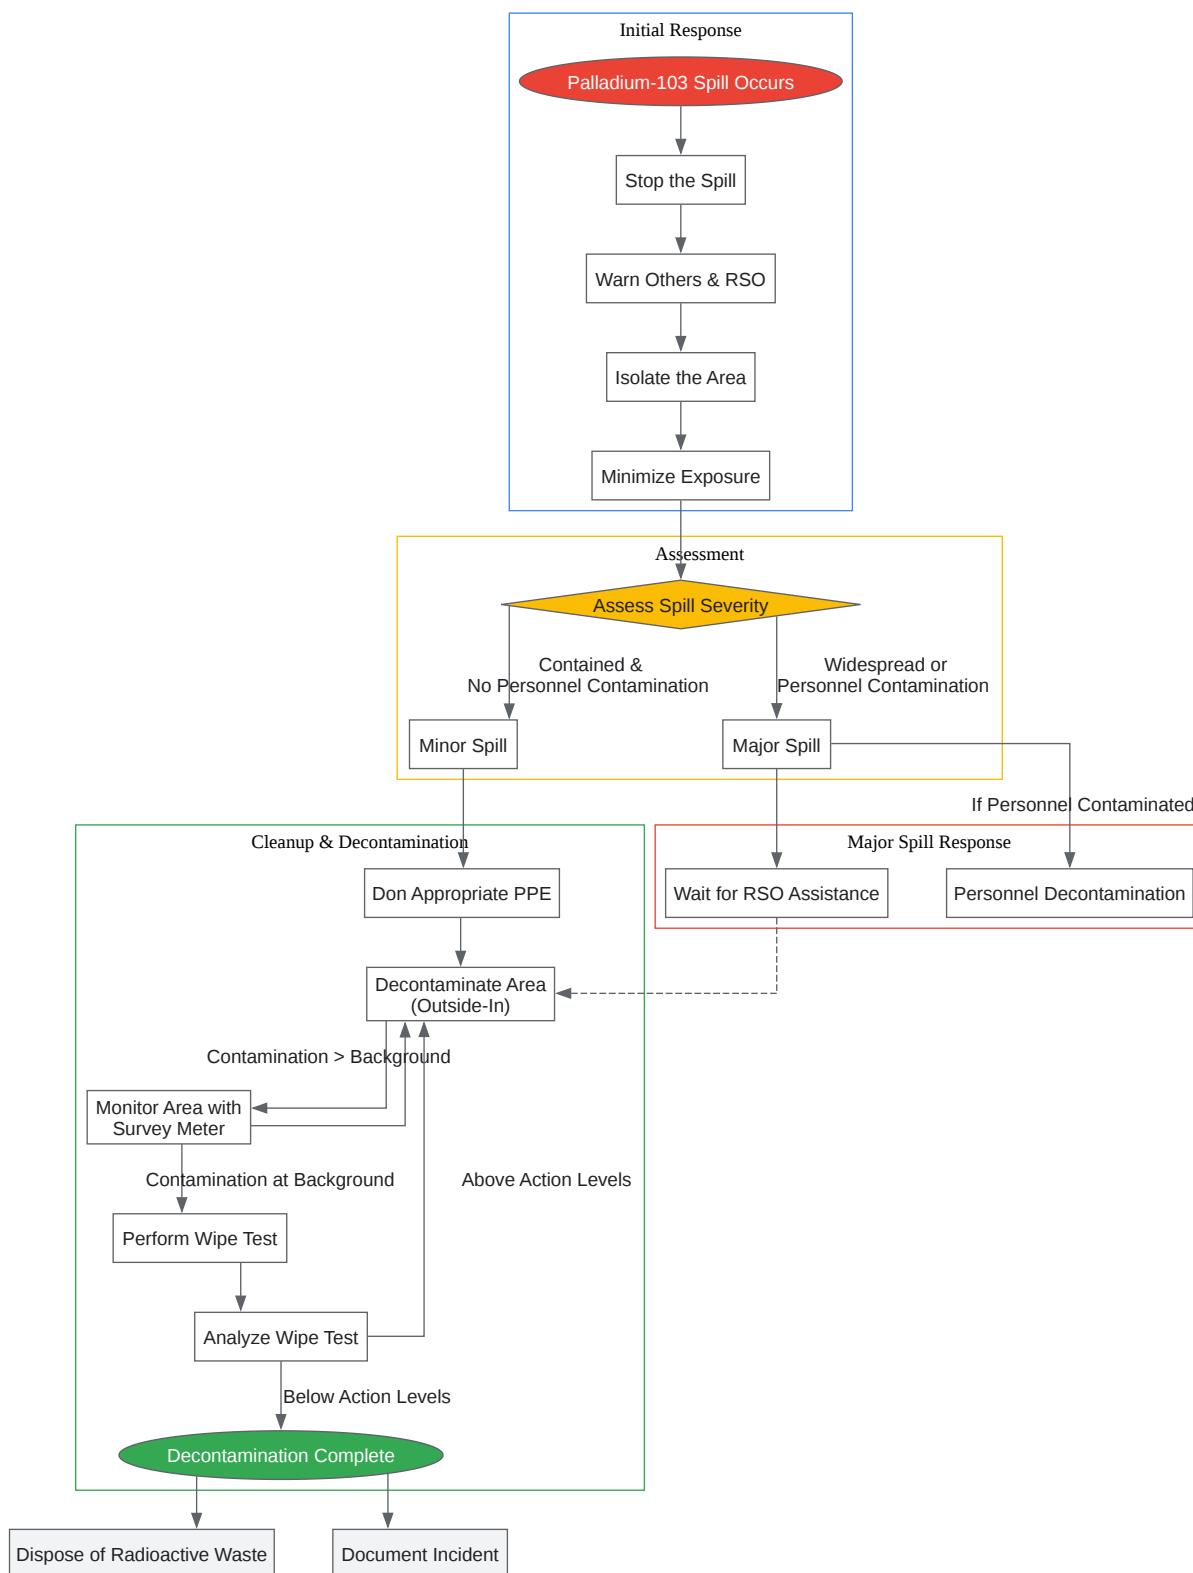 Initial Response
Palladium-103 Spill Occurs
Stop the Spill
Warn Others & RSO
Isolate the Area
Minimize Exposure
Assessment
Assess Spill Severity
Contained &
No Personnel Contamination
Widespread or
Personnel Contamination
Minor Spill
Major Spill
If Personnel Contaminated
Cleanup & Decontamination
Major Spill Response
Don Appropriate PPE
Wait for RSO Assistance
Personnel Decontamination
Decontaminate Area
(Outside-In)
Contamination > Background
Monitor Area with
Survey Meter
Contamination at Background
Above Action Levels
Perform Wipe Test
Analyze Wipe Test
Below Action Levels
Decontamination Complete
Dispose of Radioactive Waste
Document Incident